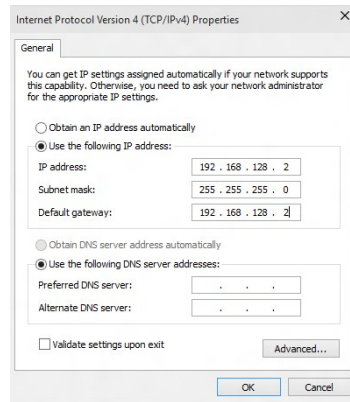 Internet Protocol Version 4 (TCP/IPv4) Properties
General
You can get IP settings assigned automatically if your network supports
this capability. Otherwise, you need to ask your network administrator
for the appropriate IP settings.
Obtain an IP address automatically
Use the following IP address:
IP address: 192 . 168 . 128 . 2
Subnet mask: 255 . 255 . 255 . 0
Default gateway: 192 . 168 . 128 . 2
Obtain DNS server address automatically
Use the following DNS server addresses:
Preferred DNS server: . . .
Alternate DNS server: . . .
Validate settings upon exit
Advanced...
OK Cancel